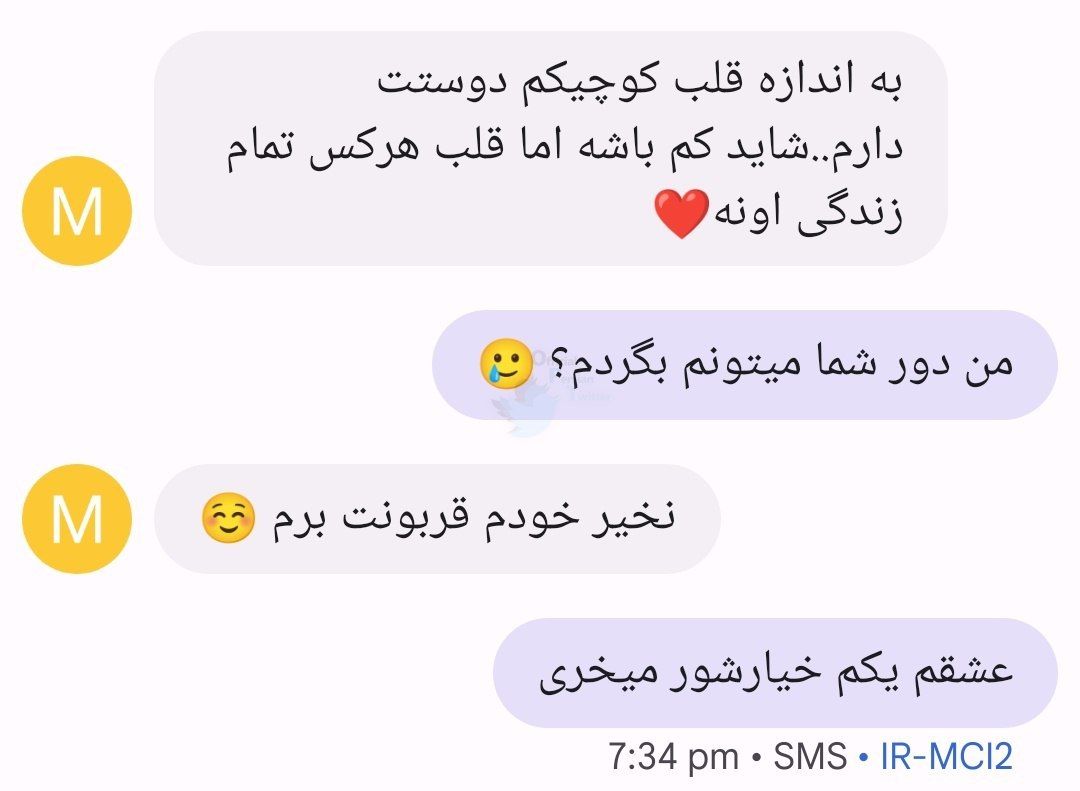 به اندازه قلب کوچیکم دوستت
دارم..شاید کم باشه اما قلب هرکس تمام
زندگی اونه❤️
M
من دور شما میتونم بگردم؟ 🥲
نخیر خودم قربونت برم ☺️
M
عشقم یکم خیارشور میخری
7:34 pm • SMS • IR-MCI2